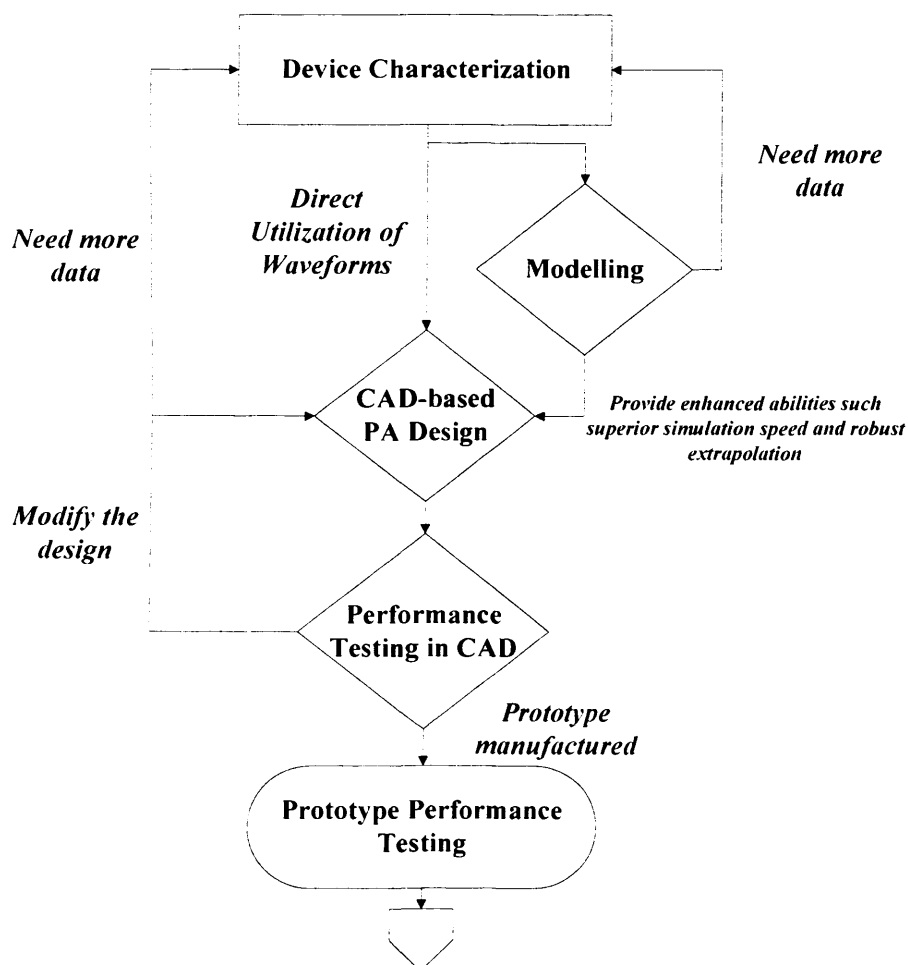 Device Characterization
Need more
data
Direct
Utilization of
Waveforms
Need more
data
Modelling
CAD-based
PA Design
Provide enhanced abilities such
superior simulation speed and robust
extrapolation
Modify the
design
Performance
Testing in CAD
Prototype
manufactured
Prototype Performance
Testing